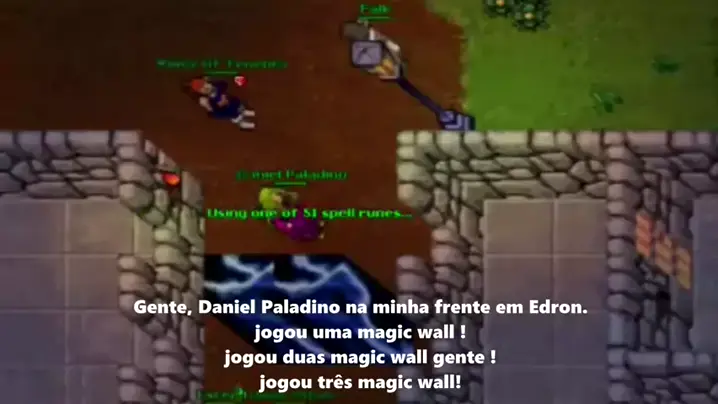 Falk
Daniel Paladino
Using one of 51 spell runes...
Gente, Daniel Paladino na minha frente em Edron.
jogou uma magic wall !
jogou duas magic wall gente !
jogou três magic wall!